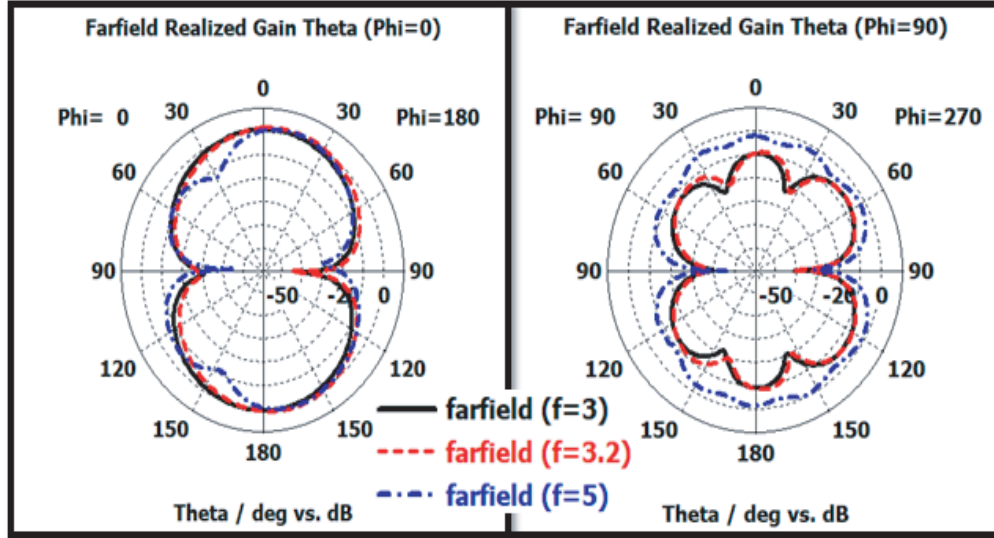 Farfield Realized Gain Theta (Phi=0)
0
30
30
Phi= 0
Phi=180
60
60
90
90
-50
0
120
120
150
150
180
Theta / deg vs. dB
Farfield Realized Gain Theta (Phi=90)
0
30
30
Phi= 90
Phi=270
60
60
90
90
-50
-20
0
120
120
150
150
180
Theta / deg vs. dB
farfield (f=3)
farfield (f=3.2)
farfield (f=5)